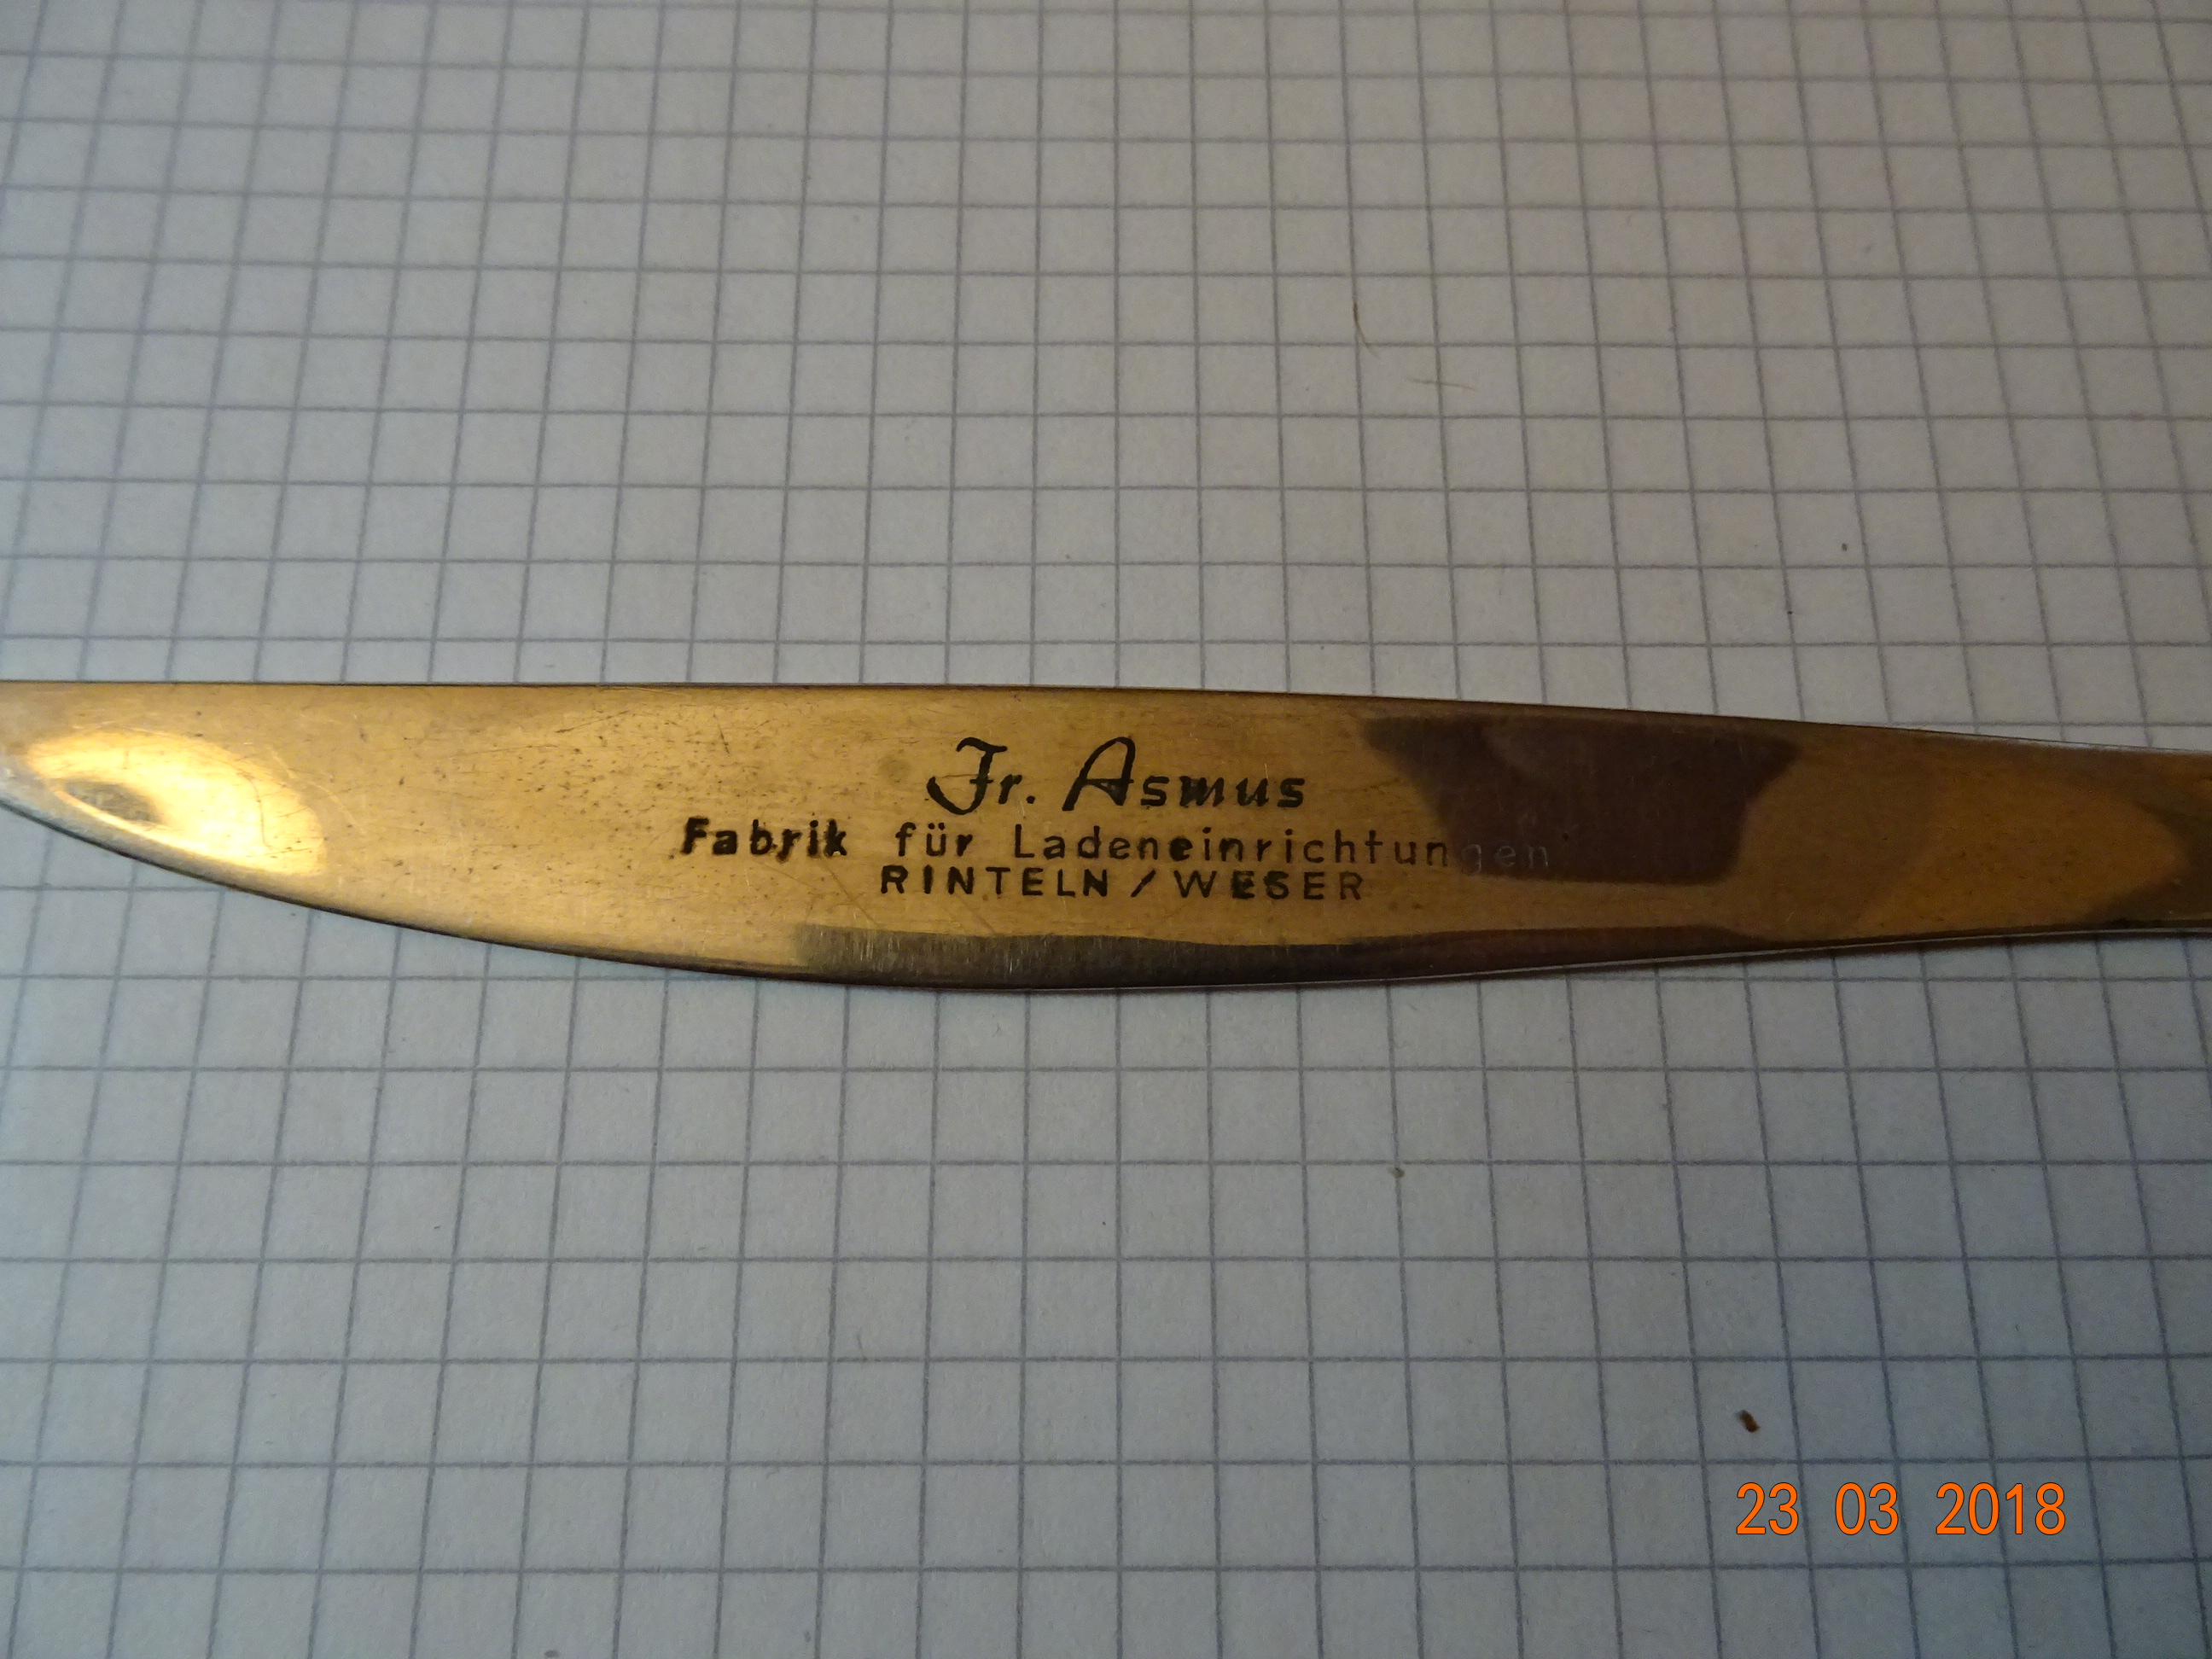 Fr. Asmus
Fabrik für Ladeneinrichtungen
RINTELN / WESER
23 03 2018